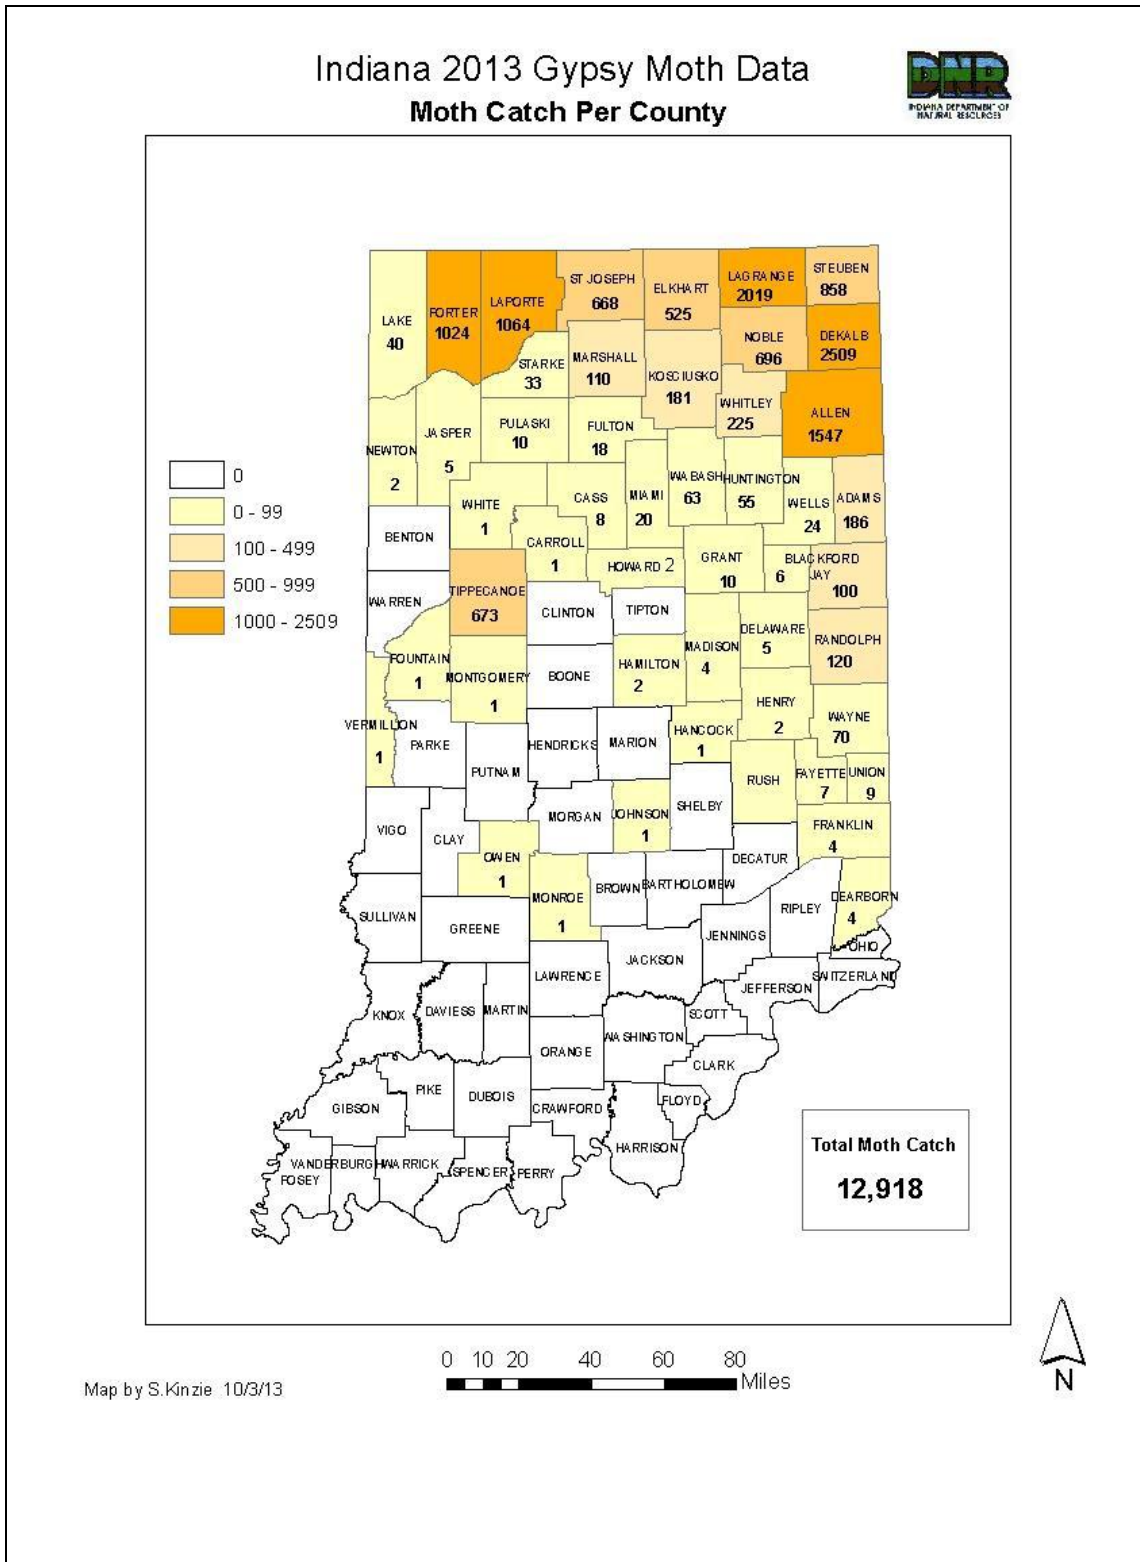 Indiana 2013 Gypsy Moth Data
Moth Catch Per County
DNR
INDIANA DEPARTMENT OF
NATURAL RESOURCES
0
0 - 99
100 - 499
500 - 999
1000 - 2509
LAKE
40
PORTER
1024
LAPORTE
1064
ST JOSEPH
668
ELKHART
525
LAGRANGE
2019
STEUBEN
858
STARKE
33
MARSHALL
110
KOSCIUSKO
181
NOBLE
696
DEKALB
2509
WHITLEY
225
ALLEN
1547
NEWTON
2
JASPER
5
PULASKI
10
FULTON
18
WHITE
1
CASS
8
MIAMI
20
WABASH
63
HUNTINGTON
55
WELLS
24
ADAMS
186
BENTON
CARROLL
1
HOWARD 2
GRANT
10
BLACKFORD
6
JAY
100
WARREN
TIPPECANOE
673
CLINTON
TIPTON
MADISON
4
DELAWARE
5
RANDOLPH
120
FOUNTAIN
1
MONTGOMERY
1
BOONE
HAMILTON
2
HENRY
2
WAYNE
70
VERMILLION
1
PARKE
PUTNAM
HENDRICKS
MARION
HANCOCK
1
RUSH
FAYETTE
7
UNION
9
VIGO
CLAY
OWEN
1
MORGAN
JOHNSON
1
SHELBY
FRANKLIN
4
DECATUR
SULLIVAN
GREENE
MONROE
1
BROWN
BARTHOLOMEW
JENNINGS
RIPLEY
DEARBORN
4
OHIO
SWITZERLAND
KNOX
DAVIESS
MARTIN
LAWRENCE
JACKSON
JEFFERSON
SCOTT
ORANGE
WASHINGTON
CLARK
GIBSON
PIKE
DUBOIS
CRAWFORD
FLOYD
HARRISON
POSEY
VANDERBURGH
WARRICK
SPENCER
PERRY
Total Moth Catch
12,918
0 10 20 40 60 80
Miles
N
Map by S.Kinzie 10/3/13